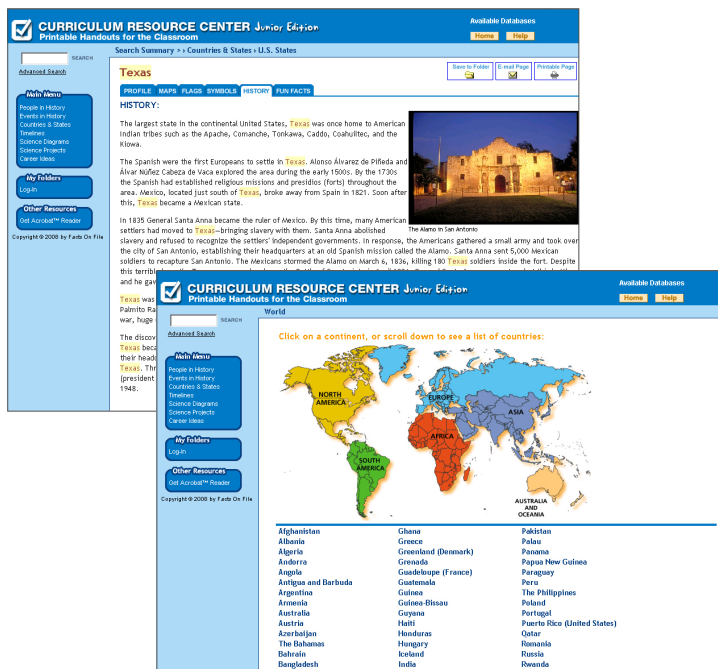 CURRICULUM RESOURCE CENTER Junior Edition
Printable Handouts for the Classroom
Available Databases
Home Help
SEARCH
Advanced Search
Search Summary > › Countries & States › U.S. States
Main Menu
People in History
Events in History
Countries & States
Timelines
Science Diagrams
Science Projects
Career Ideas
My Folders
Log-In
Other Resources
Get Acrobat™ Reader
Copyright © 2008 by Facts On File
Texas
Save to Folder E-mail Page Printable Page
PROFILE MAPS FLAGS SYMBOLS HISTORY FUN FACTS
HISTORY:
The largest state in the continental United States, Texas was once home to American
Indian tribes such as the Apache, Comanche, Tonkawa, Caddo, Coahuiltec, and the
Kiowa.
The Spanish were the first Europeans to settle in Texas. Alonso Álvarez de Piñeda and
Álvar Núñez Cabeza de Vaca explored the area during the early 1500s. By the 1730s
the Spanish had established religious missions and presidios (forts) throughout the
area. Mexico, located just south of Texas, broke away from Spain in 1821. Soon after
this, Texas became a Mexican state.
The Alamo in San Antonio
In 1835 General Santa Anna became the ruler of Mexico. By this time, many American
settlers had moved to Texas—bringing slavery with them. Santa Anna abolished
slavery and refused to recognize the settlers' independent governments. In response, the Americans gathered a small army and took over
the city of San Antonio, establishing their headquarters at an old Spanish mission called the Alamo. Santa Anna sent 5,000 Mexican
soldiers to recapture San Antonio. The Mexicans stormed the Alamo on March 6, 1836, killing 180 Texas soldiers inside the fort. Despite
this
and he gav
Texas was
Palmito Ra
war, huge
The discov
Texas beca
their head
Texas. Thr
(president
1948.
CURRICULUM RESOURCE CENTER Junior Edition
Printable Handouts for the Classroom
Available Databases
Home Help
SEARCH
Advanced Search
World
Main Menu
People in History
Events in History
Countries & States
Timelines
Science Diagrams
Science Projects
Career Ideas
My Folders
Log-In
Other Resources
Get Acrobat™ Reader
Copyright © 2008 by Facts On File
Click on a continent, or scroll down to see a list of countries:
NORTH
AMERICA
EUROPE
ASIA
AFRICA
SOUTH
AMERICA
AUSTRALIA
AND
OCEANIA
Afghanistan Ghana Pakistan
Albania Greece Palau
Algeria Greenland (Denmark) Panama
Andorra Grenada Papua New Guinea
Angola Guadeloupe (France) Paraguay
Antigua and Barbuda Guatemala Peru
Argentina Guinea The Philippines
Armenia Guinea-Bissau Poland
Australia Guyana Portugal
Austria Haiti Puerto Rico (United States)
Azerbaijan Honduras Qatar
The Bahamas Hungary Romania
Bahrain Iceland Russia
Bangladesh India Rwanda